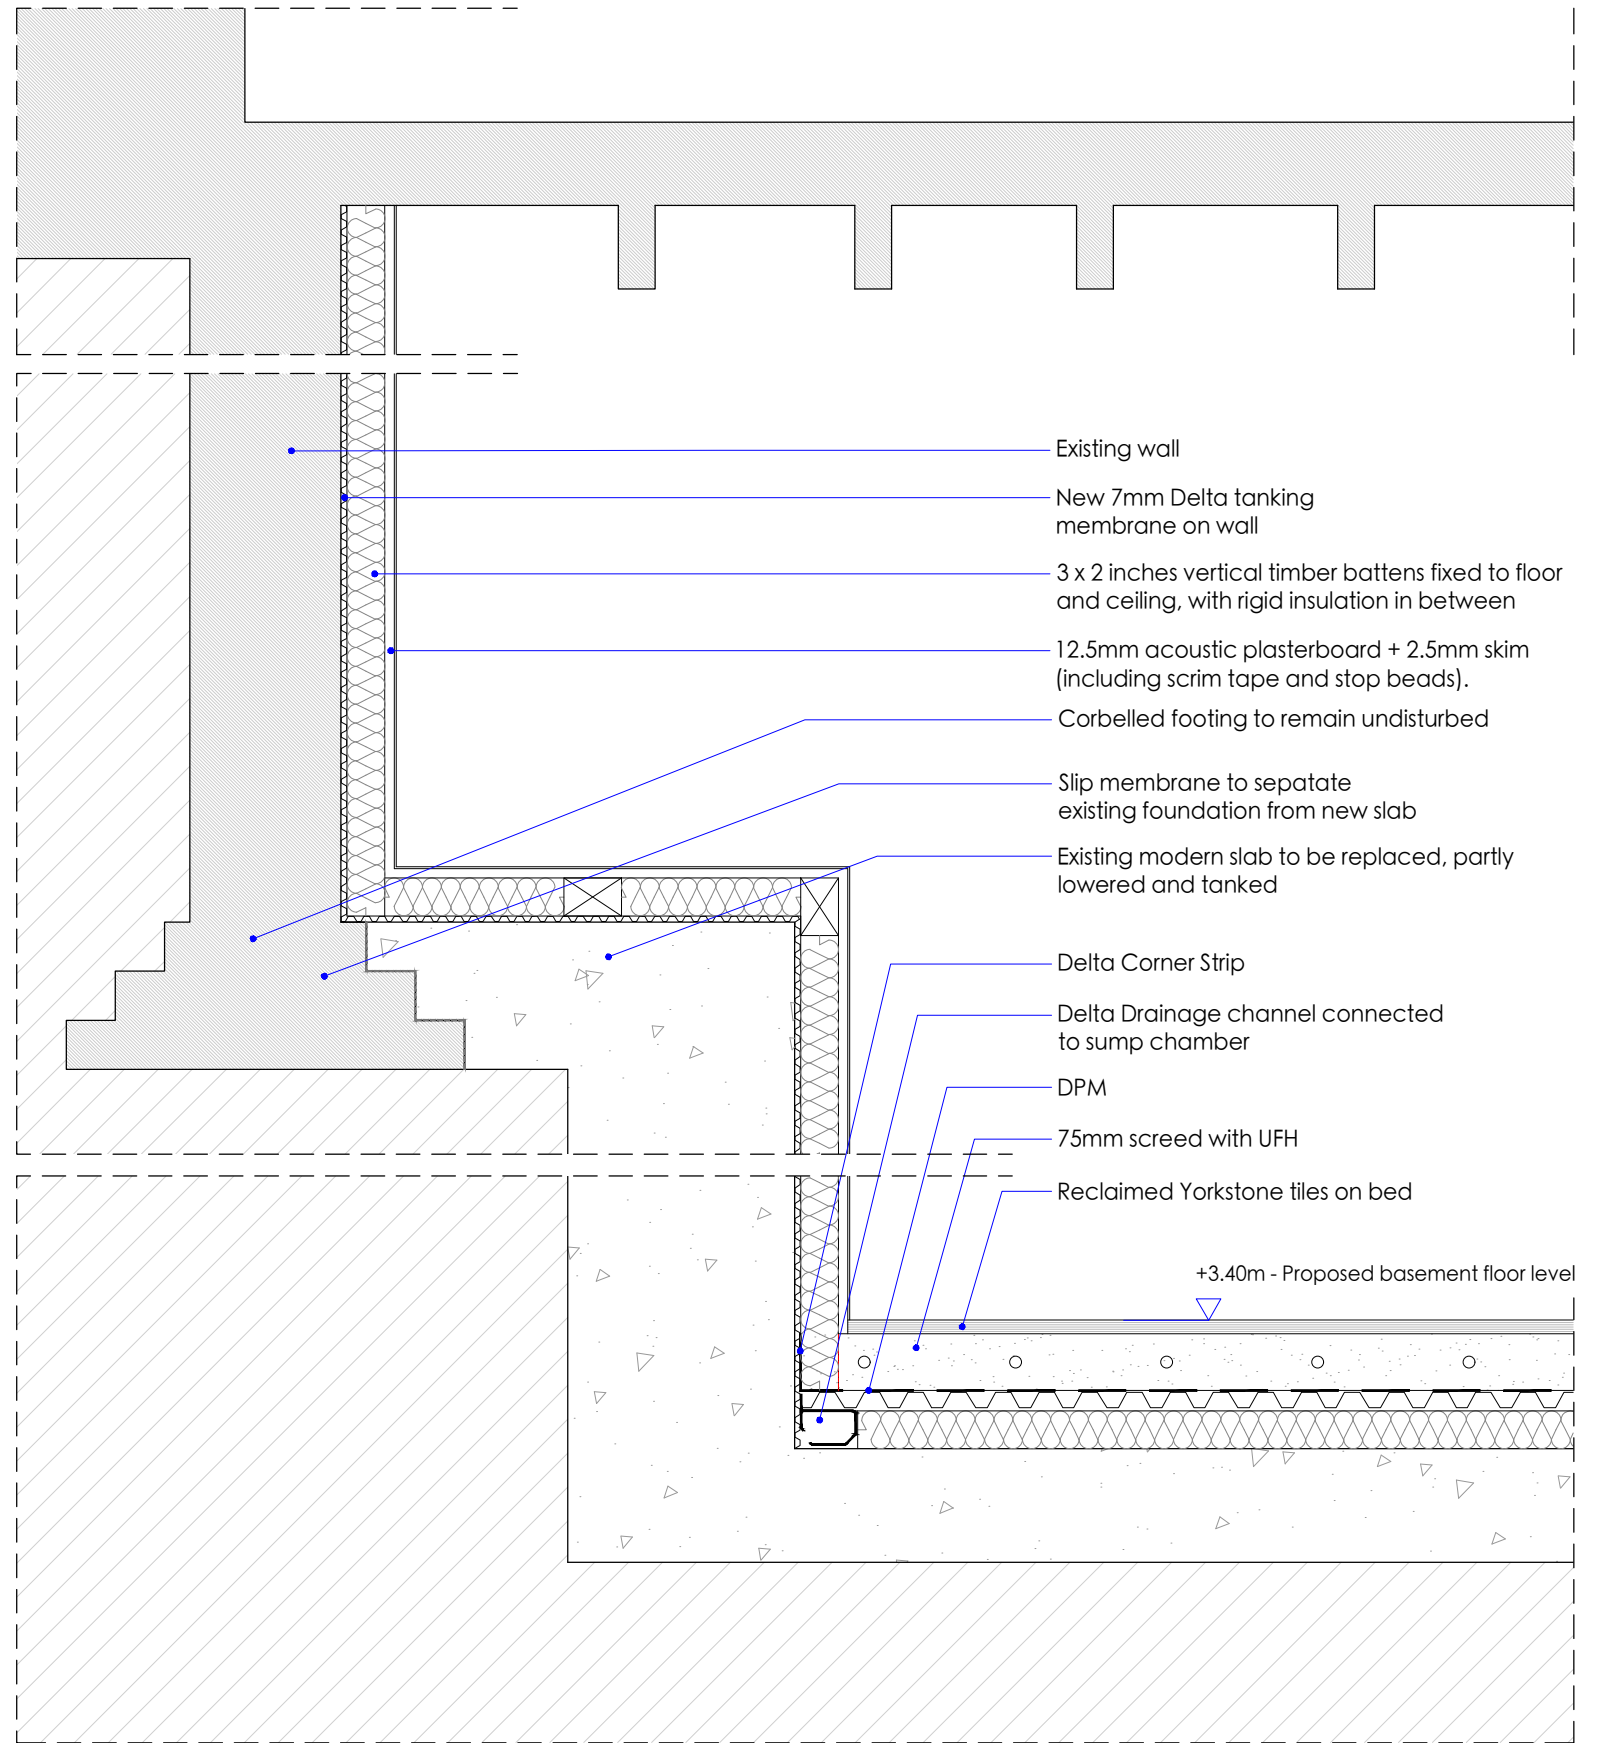 Existing wall
New 7mm Delta tanking
membrane on wall
3 x 2 inches vertical timber battens fixed to floor
and ceiling, with rigid insulation in between
12.5mm acoustic plasterboard + 2.5mm skim
(including scrim tape and stop beads).
Corbelled footing to remain undisturbed
Slip membrane to sepatate
existing foundation from new slab
Existing modern slab to be replaced, partly
lowered and tanked
Delta Corner Strip
Delta Drainage channel connected
to sump chamber
DPM
75mm screed with UFH
Reclaimed Yorkstone tiles on bed
+3.40m - Proposed basement floor level